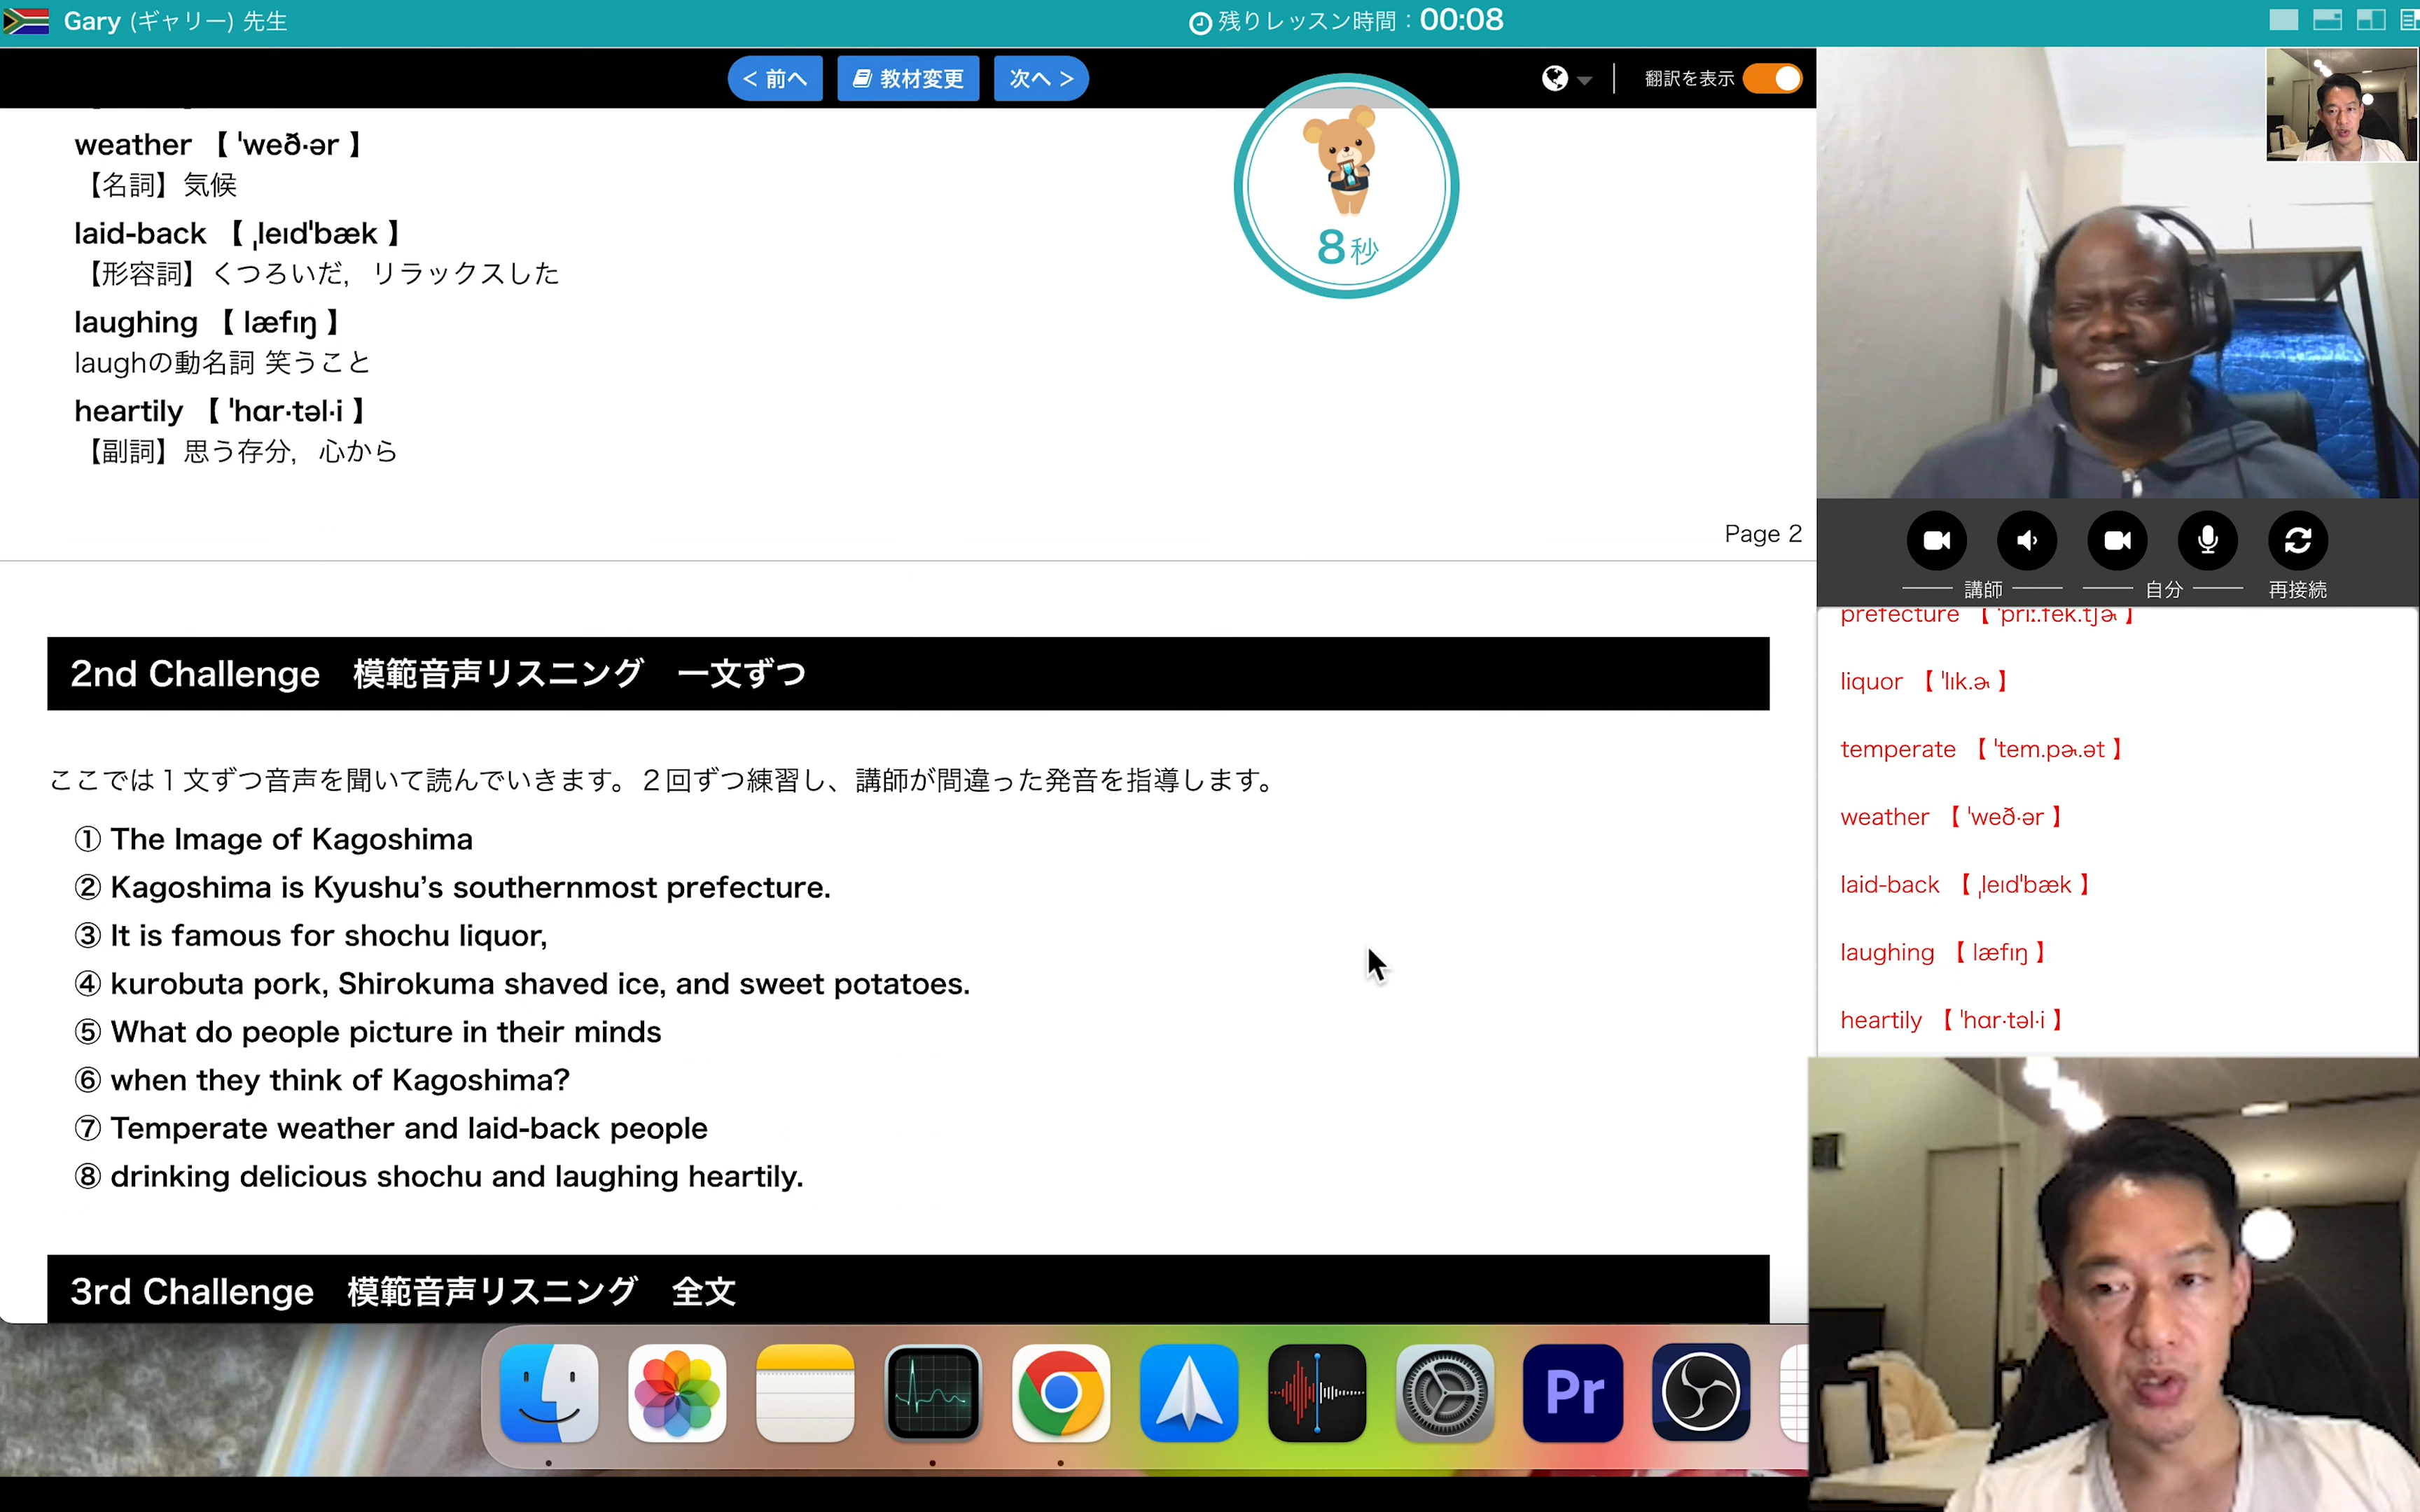 Gary (ギャリー) 先生
残りレッスン時間：00:08
< 前へ
教材変更
次へ >
翻訳を表示
8秒
weather 【 ˈweð·ər 】
【名詞】気候
laid-back 【 ˌleɪdˈbæk 】
【形容詞】くつろいだ，リラックスした
laughing 【 læfɪŋ 】
laughの動名詞 笑うこと
heartily 【 ˈhɑr·təl·i 】
【副詞】思う存分，心から
Page 2
2nd Challenge　模範音声リスニング　一文ずつ
ここでは１文ずつ音声を聞いて読んでいきます。２回ずつ練習し、講師が間違った発音を指導します。
① The Image of Kagoshima
② Kagoshima is Kyushu’s southernmost prefecture.
③ It is famous for shochu liquor,
④ kurobuta pork, Shirokuma shaved ice, and sweet potatoes.
⑤ What do people picture in their minds
⑥ when they think of Kagoshima?
⑦ Temperate weather and laid-back people
⑧ drinking delicious shochu and laughing heartily.
3rd Challenge　模範音声リスニング　全文
講師
自分
再接続
prefecture 【 ˈpriː.fek.tʃɚ 】
liquor 【 ˈlɪk.ɚ 】
temperate 【 ˈtem.pɚ.ət 】
weather 【 ˈweð·ər 】
laid-back 【 ˌleɪdˈbæk 】
laughing 【 læfɪŋ 】
heartily 【 ˈhɑr·təl·i 】
Pr